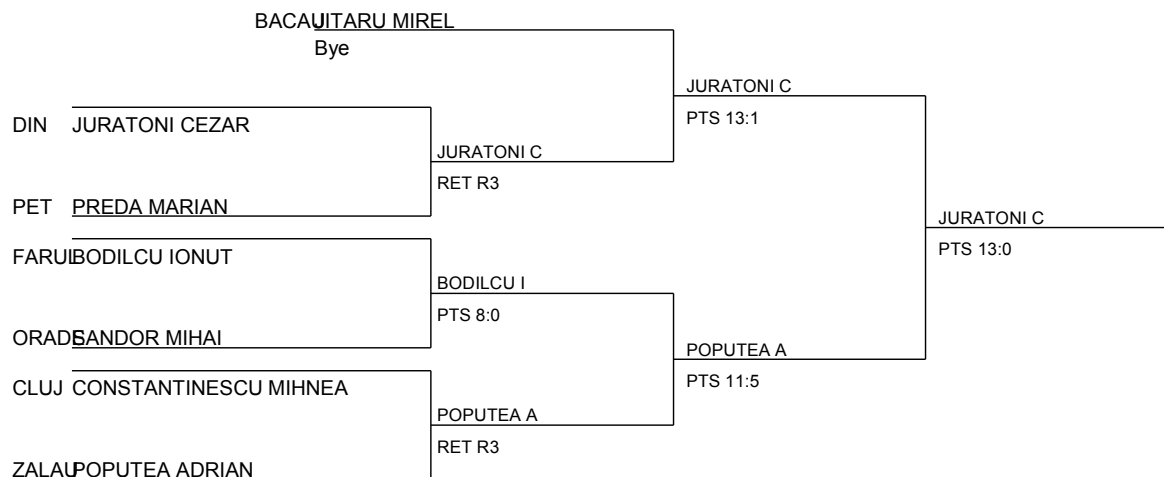 BACAU JITARU MIREL
Bye
JURATONI C
PTS 13:1
DIN JURATONI CEZAR
JURATONI C
RET R3
PET PREDA MARIAN
JURATONI C
PTS 13:0
FARUL BODILCU IONUT
BODILCU I
PTS 8:0
ORADE SANDOR MIHAI
POPUTEA A
PTS 11:5
CLUJ CONSTANTINESCU MIHNEA
POPUTEA A
RET R3
ZALAU POPUTEA ADRIAN